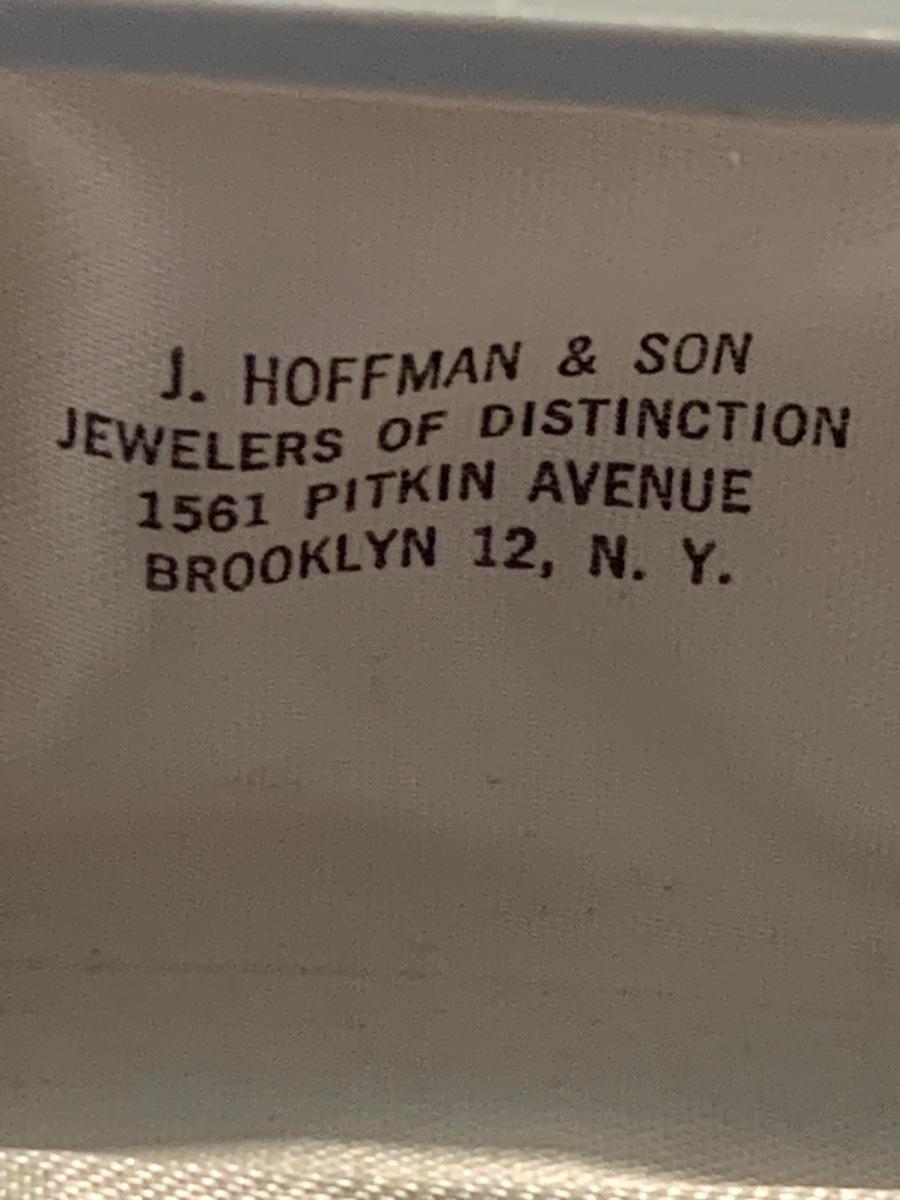 J. HOFFMAN & SON
JEWELERS OF DISTINCTION
1561 PITKIN AVENUE
BROOKLYN 12, N. Y.